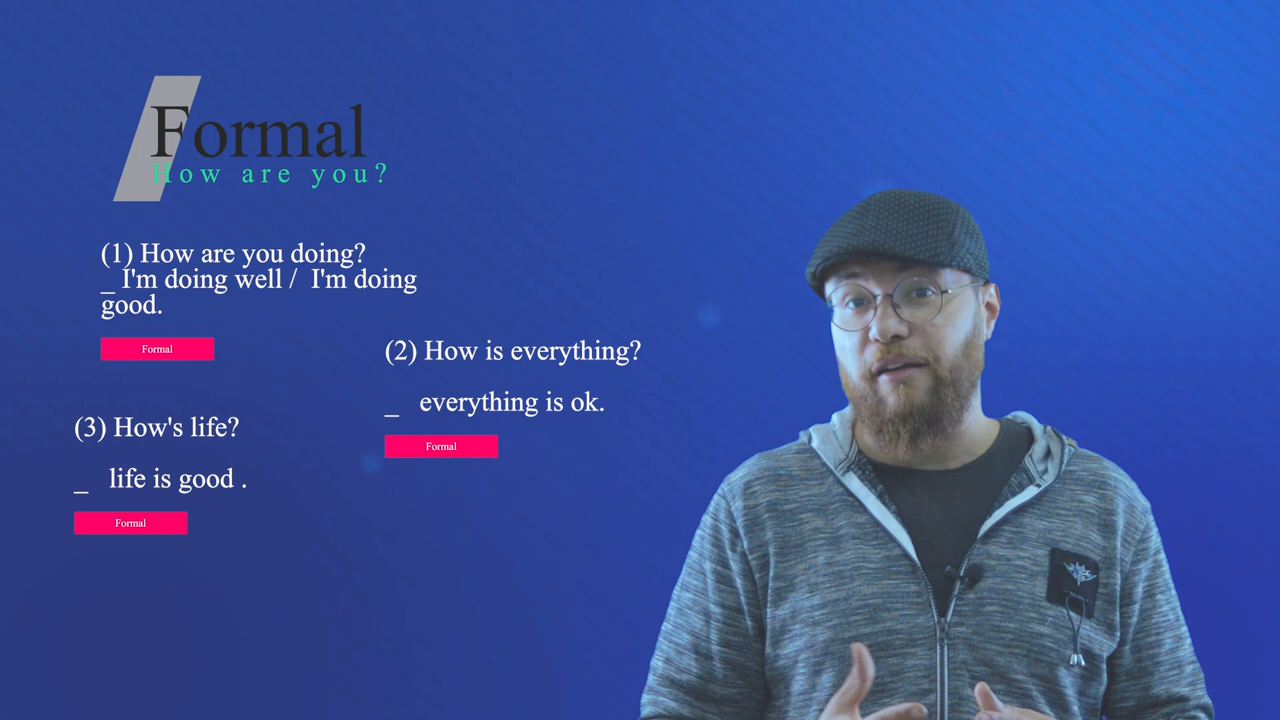 Formal
How are you?
(1) How are you doing?
_ I'm doing well / I'm doing
good.
Formal
(2) How is everything?
_ everything is ok.
Formal
(3) How's life?
_ life is good .
Formal